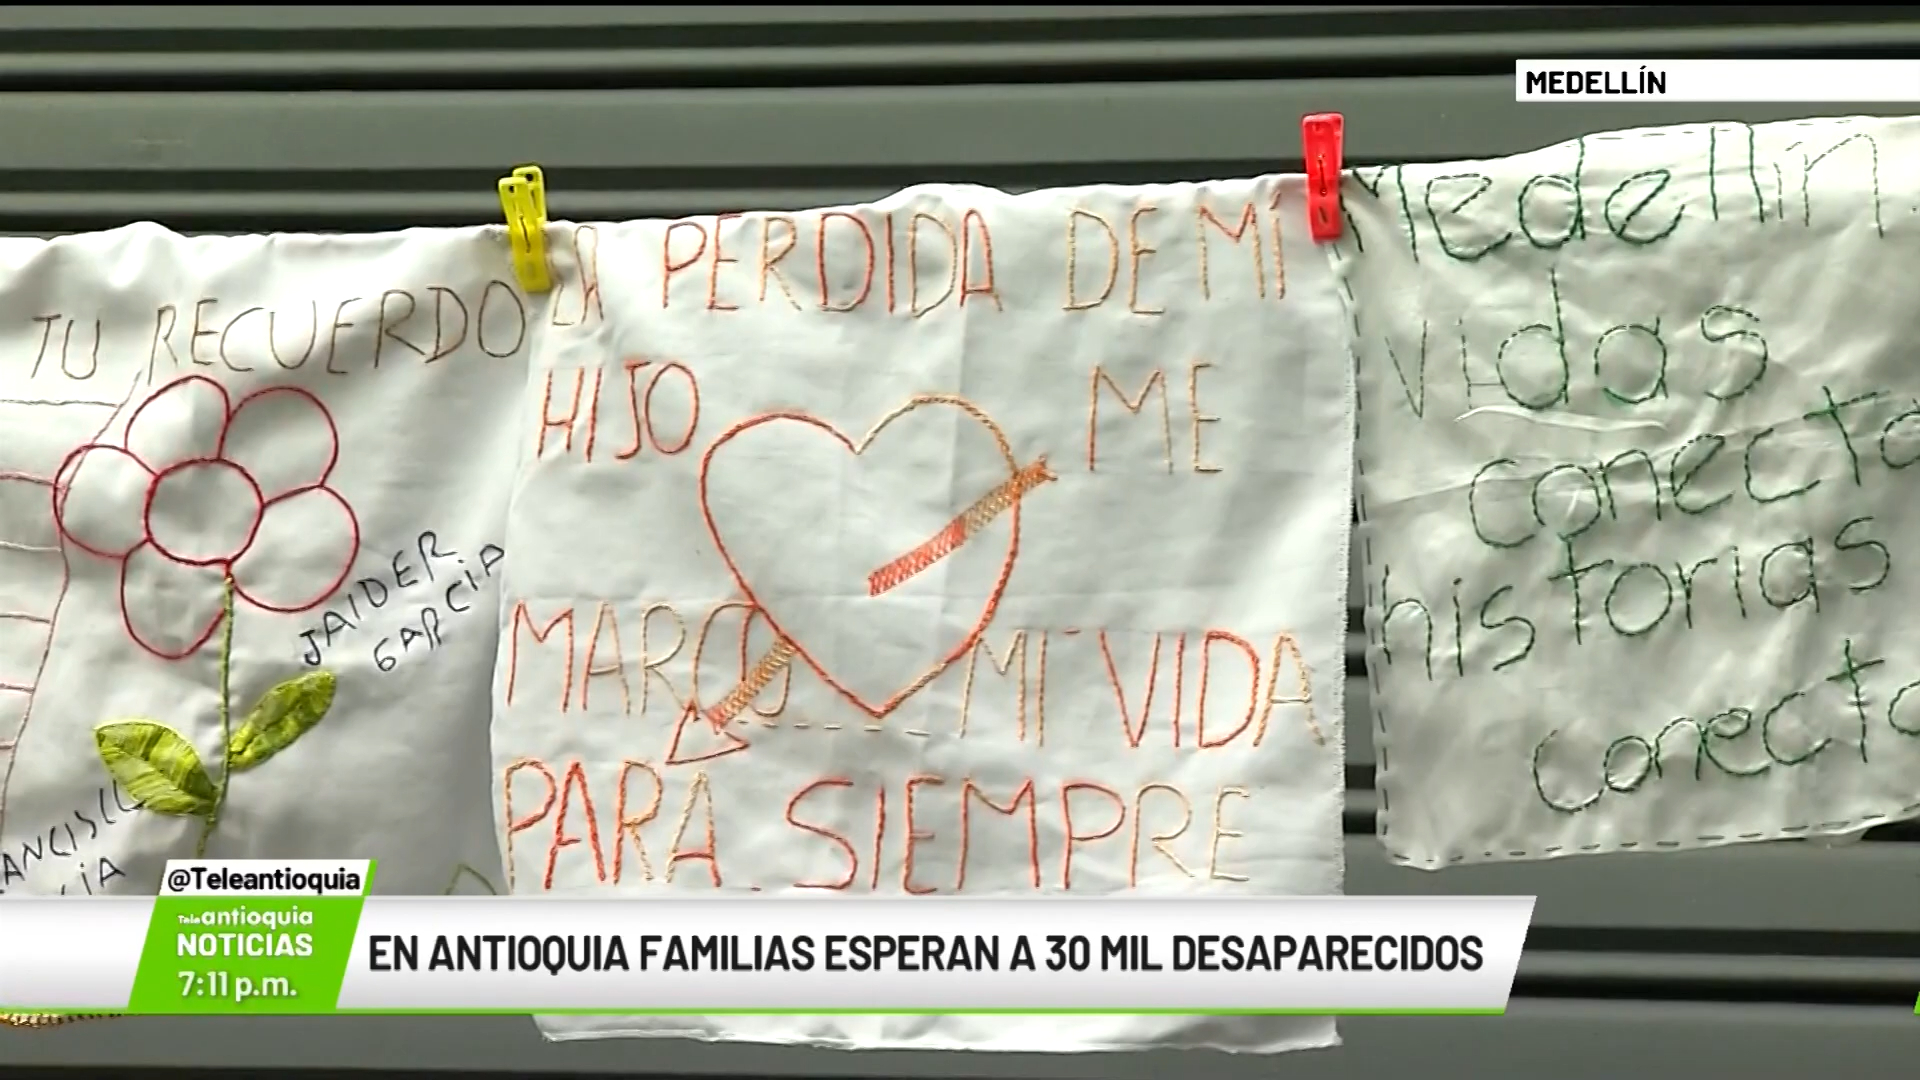 MEDELLÍN
TU RECUERDO
JAIDER
GARCIA
LA PERDIDA DE MÍ
HIJO ME
MARCO MI VIDA
PARA SIEMPRE
Medellín
vidas
conecta
historias
conecta
@Teleantioquia
Teleantioquia
NOTICIAS
7:11 p.m.
EN ANTIOQUIA FAMILIAS ESPERAN A 30 MIL DESAPARECIDOS